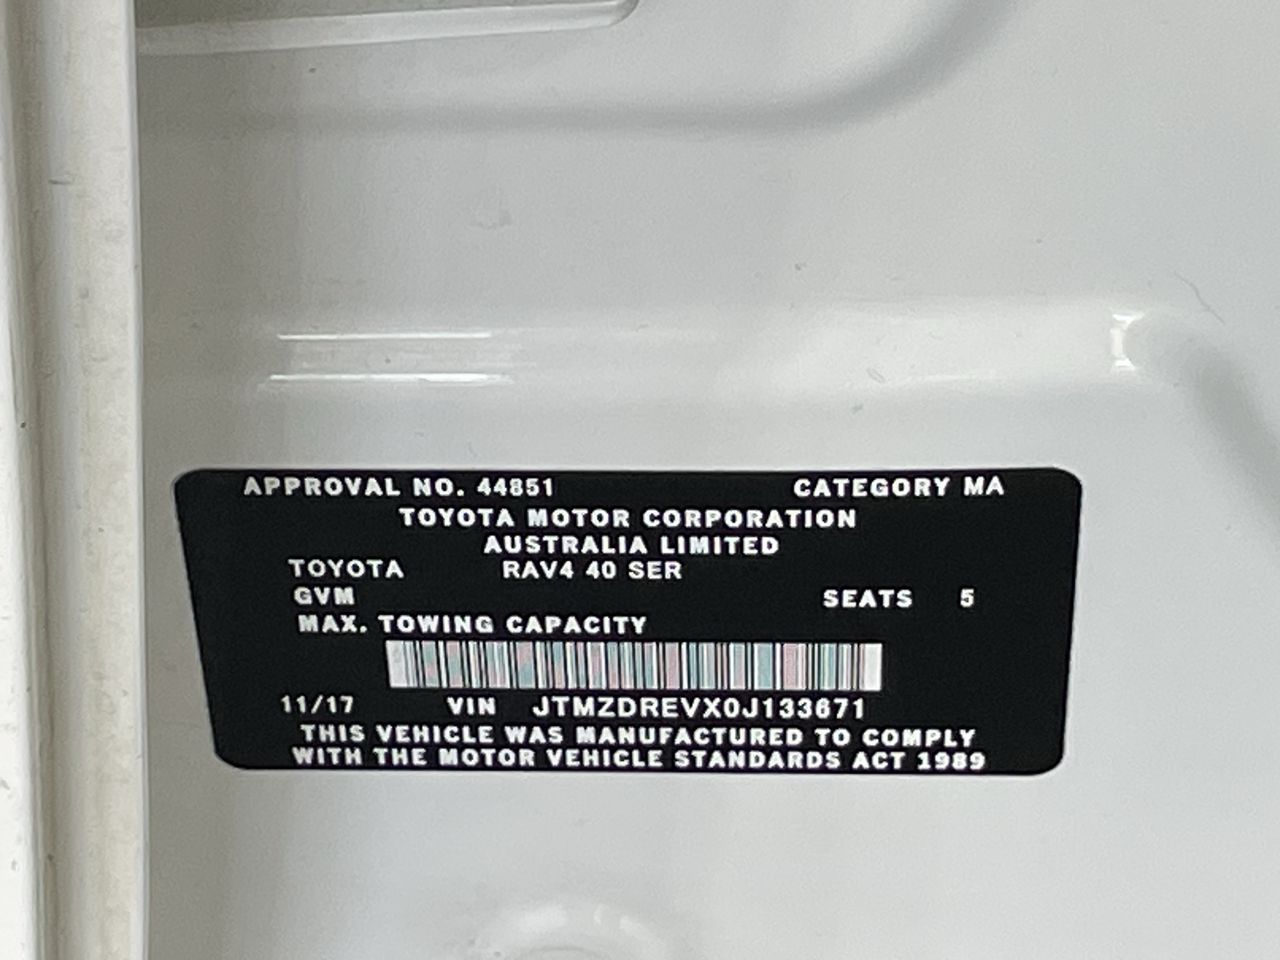 APPROVAL NO. 44851 CATEGORY MA
TOYOTA MOTOR CORPORATION
AUSTRALIA LIMITED
TOYOTA RAV4 40 SER
GVM SEATS 5
MAX. TOWING CAPACITY
11/17 VIN JTMZDREVX0J133671
THIS VEHICLE WAS MANUFACTURED TO COMPLY
WITH THE MOTOR VEHICLE STANDARDS ACT 1989